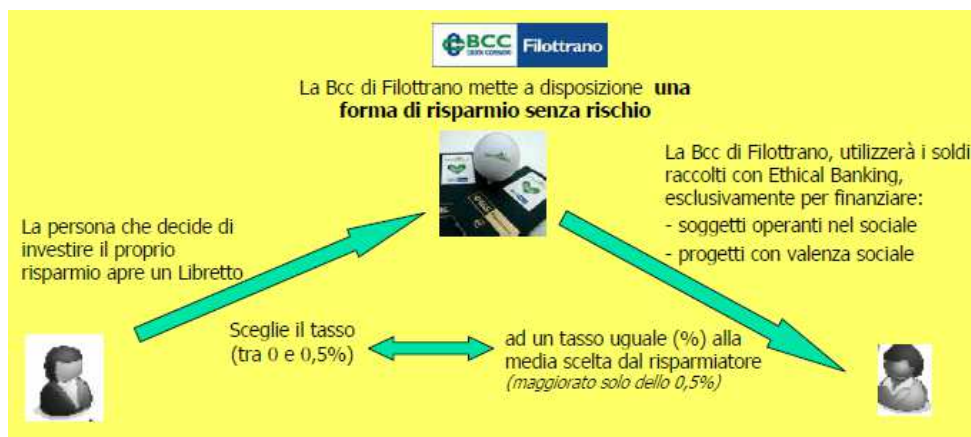 BCC
CREDITO COOPERATIVO
Filottrano
La Bcc di Filottrano mette a disposizione una
forma di risparmio senza rischio
La Bcc di Filottrano, utilizzerà i soldi
raccolti con Ethical Banking,
esclusivamente per finanziare:
- soggetti operanti nel sociale
- progetti con valenza sociale
La persona che decide di
investire il proprio
risparmio apre un Libretto
Sceglie il tasso
(tra 0 e 0,5%)
ad un tasso uguale (%) alla
media scelta dal risparmiatore
(maggiorato solo dello 0,5%)